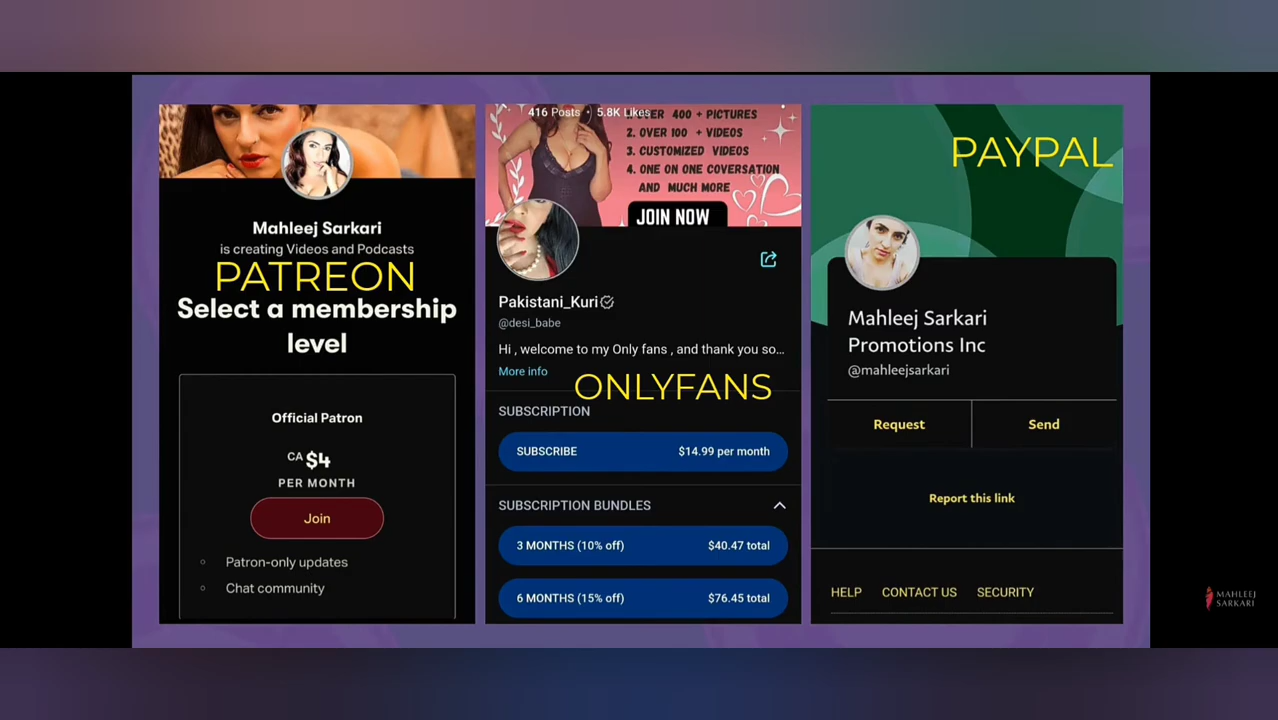 Mahleej Sarkari
is creating Videos and Podcasts
PATREON
Select a membership
level
Official Patron
CA $4
PER MONTH
Join
Patron-only updates
Chat community
416 Posts • 5.8K Likes
OVER 400 + PICTURES
2. OVER 100 + VIDEOS
3. CUSTOMIZED VIDEOS
4. ONE ON ONE COVERSATION
AND MUCH MORE
JOIN NOW
Pakistani_Kuri
@desi_babe
Hi , welcome to my Only fans , and thank you so...
More info
ONLYFANS
SUBSCRIPTION
SUBSCRIBE $14.99 per month
SUBSCRIPTION BUNDLES
3 MONTHS (10% off) $40.47 total
6 MONTHS (15% off) $76.45 total
PAYPAL
Mahleej Sarkari
Promotions Inc
@mahleejsarkari
Request
Send
Report this link
HELP CONTACT US SECURITY
MAHLEEJ
SARKARI